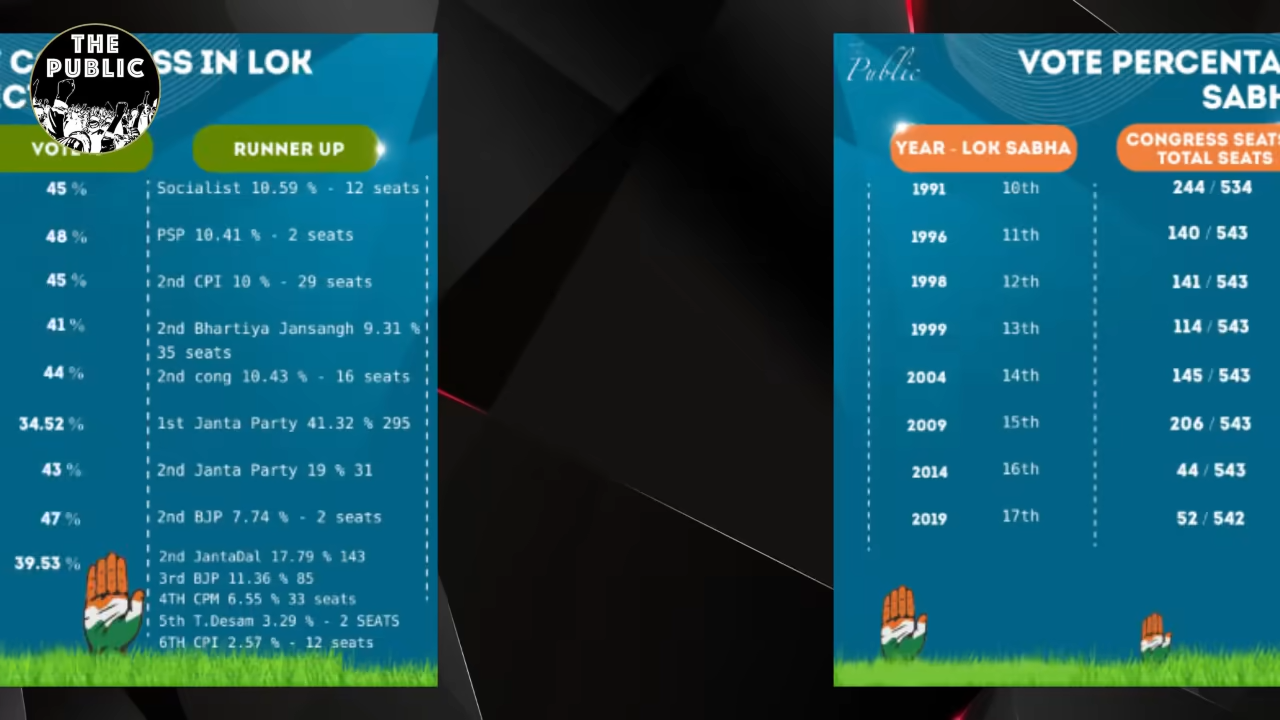 THE
PUBLIC
SS IN LOK
VOTE
RUNNER UP
45 %
Socialist 10.59 % - 12 seats
48 %
PSP 10.41 % - 2 seats
45 %
2nd CPI 10 % - 29 seats
41 %
2nd Bhartiya Jansangh 9.31 %
35 seats
44 %
2nd cong 10.43 % - 16 seats
34.52 %
1st Janta Party 41.32 % 295
43 %
2nd Janta Party 19 % 31
47 %
2nd BJP 7.74 % - 2 seats
39.53 %
2nd JantaDal 17.79 % 143
3rd BJP 11.36 % 85
4TH CPM 6.55 % 33 seats
5th T.Desam 3.29 % - 2 SEATS
6TH CPI 2.57 % - 12 seats
Public
VOTE PERCENTA
SABH
YEAR - LOK SABHA
CONGRESS SEATS
TOTAL SEATS
1991 10th 244 / 534
1996 11th 140 / 543
1998 12th 141 / 543
1999 13th 114 / 543
2004 14th 145 / 543
2009 15th 206 / 543
2014 16th 44 / 543
2019 17th 52 / 542